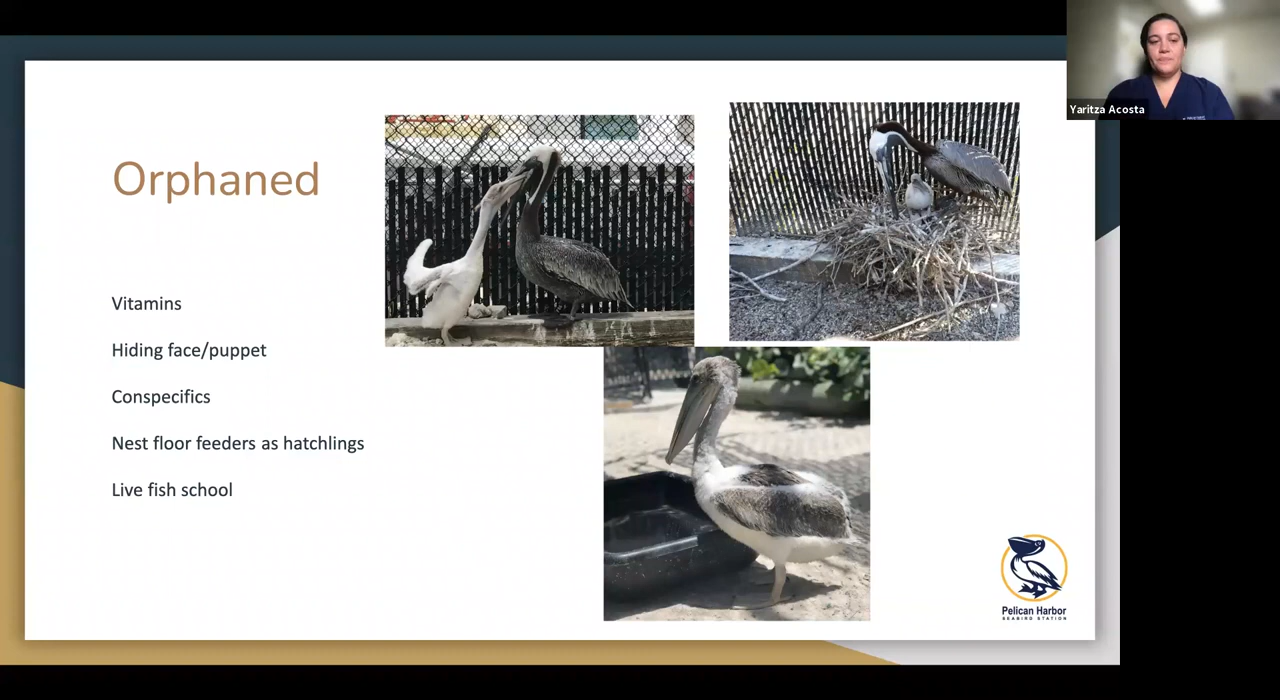 Yaritza Acosta
Orphaned
Vitamins
Hiding face/puppet
Conspecifics
Nest floor feeders as hatchlings
Live fish school
Pelican Harbor
SEABIRD STATION